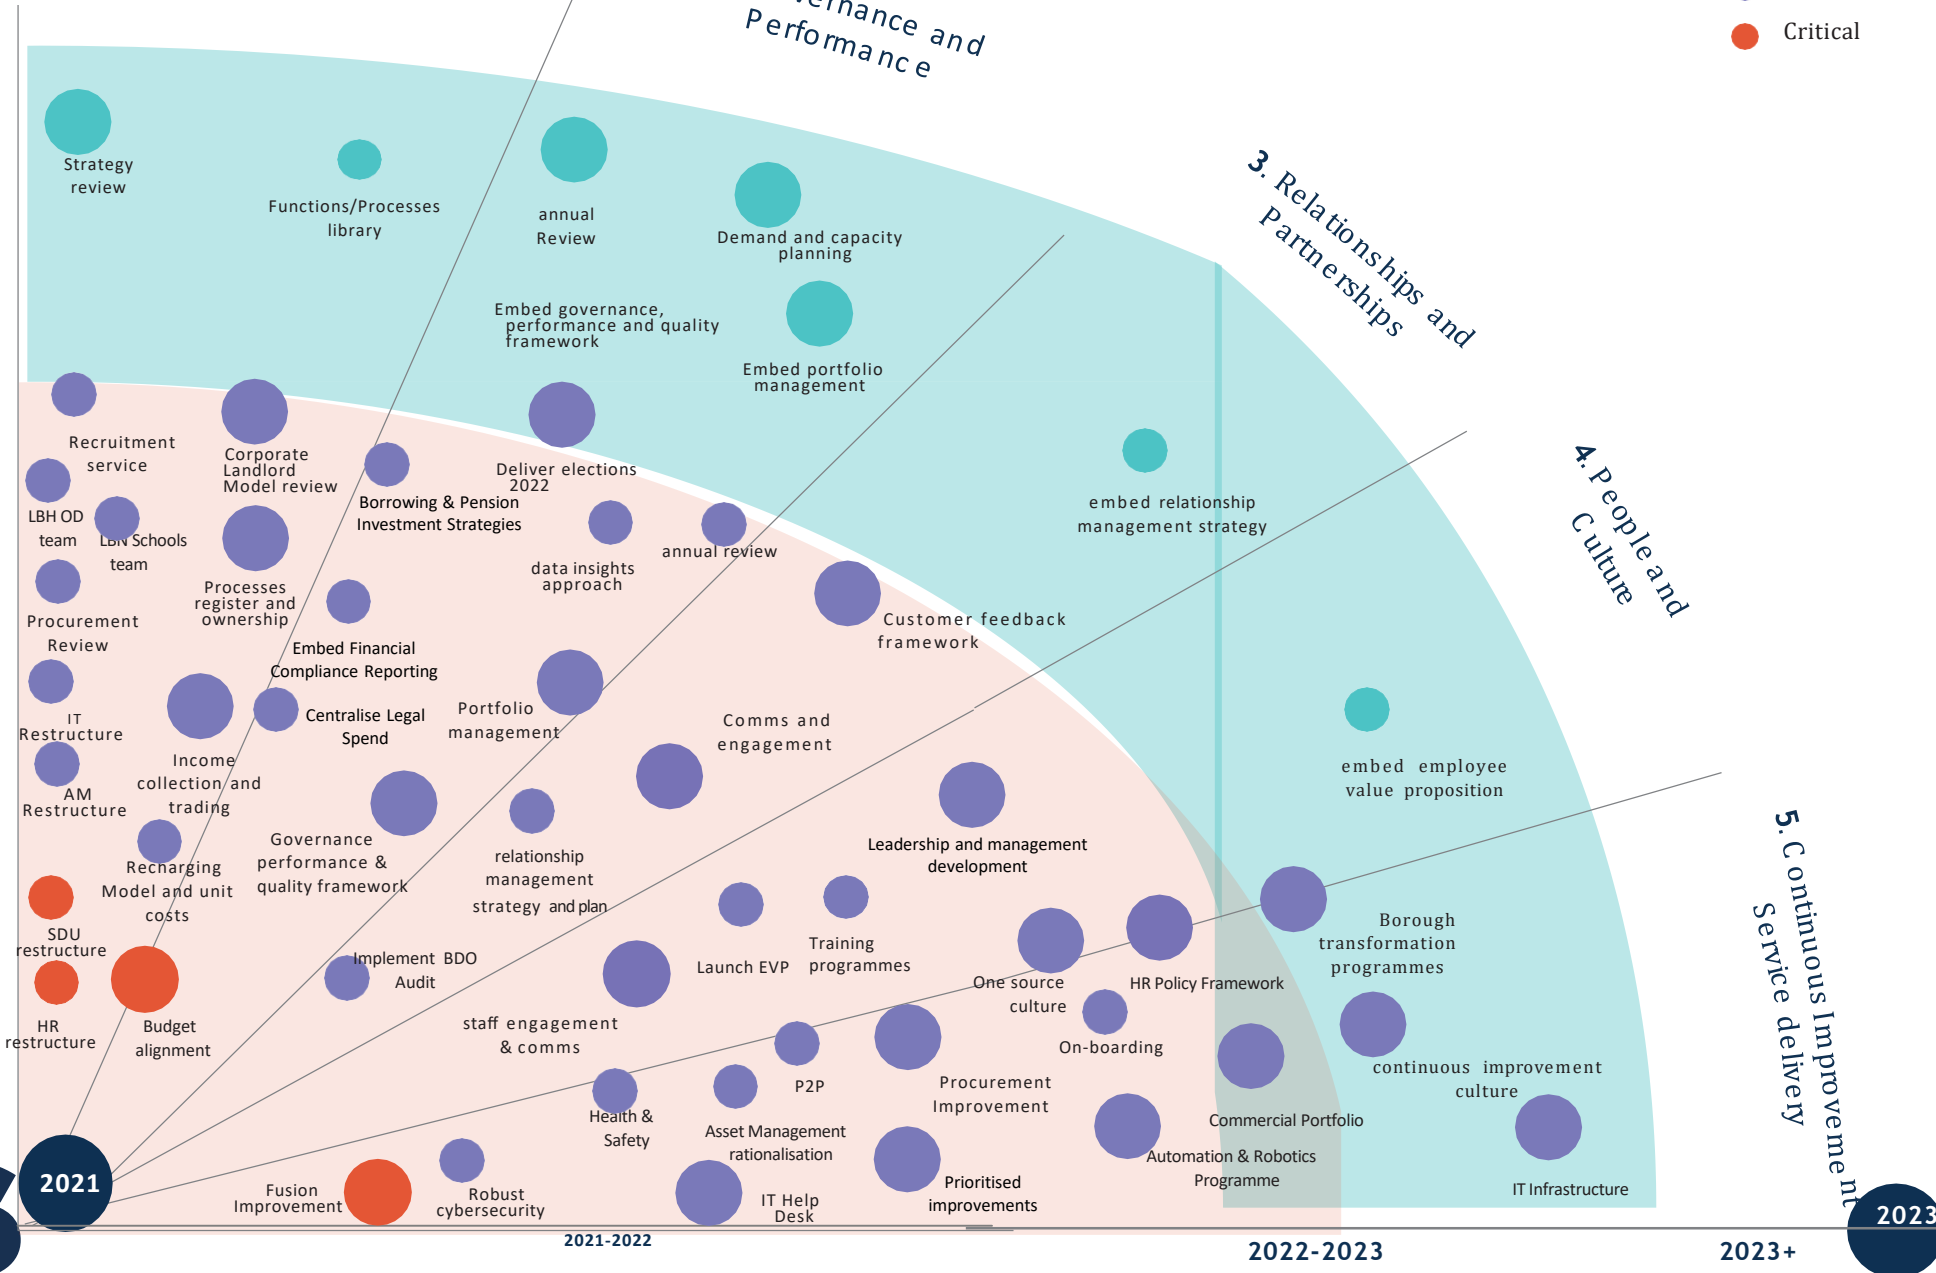 Performance and
Performance
Critical
3. Relationships and
Partnerships
4. People and
Culture
5. Continuous Improvement
Service delivery
Strategy
review
Functions/Processes
library
annual
Review
Demand and capacity
planning
Embed governance,
performance and quality
framework
Embed portfolio
management
embed relationship
management strategy
embed employee
value proposition
Recruitment
service
Corporate
Landlord
Model review
Borrowing & Pension
Investment Strategies
Deliver elections
2022
LBH OD
team
LBN Schools
team
data insights
approach
annual review
Processes
register and
ownership
Procurement
Review
Customer feedback
framework
Embed Financial
Compliance Reporting
IT
Restructure
Centralise Legal
Spend
Portfolio
management
Comms and
engagement
Income
collection and
trading
AM
Restructure
Governance
performance &
quality framework
relationship
management
strategy and plan
Leadership and management
development
Recharging
Model and unit
costs
SDU
restructure
HR
restructure
Budget
alignment
Implement BDO
Audit
Launch EVP
Training
programmes
One source
culture
HR Policy Framework
Borough
transformation
programmes
staff engagement
& comms
On-boarding
P2P
Procurement
Improvement
continuous improvement
culture
Health &
Safety
Asset Management
rationalisation
Commercial Portfolio
Automation & Robotics
Programme
IT Infrastructure
Fusion
Improvement
Robust
cybersecurity
IT Help
Desk
Prioritised
improvements
2021
2021-2022
2022-2023
2023+
2023